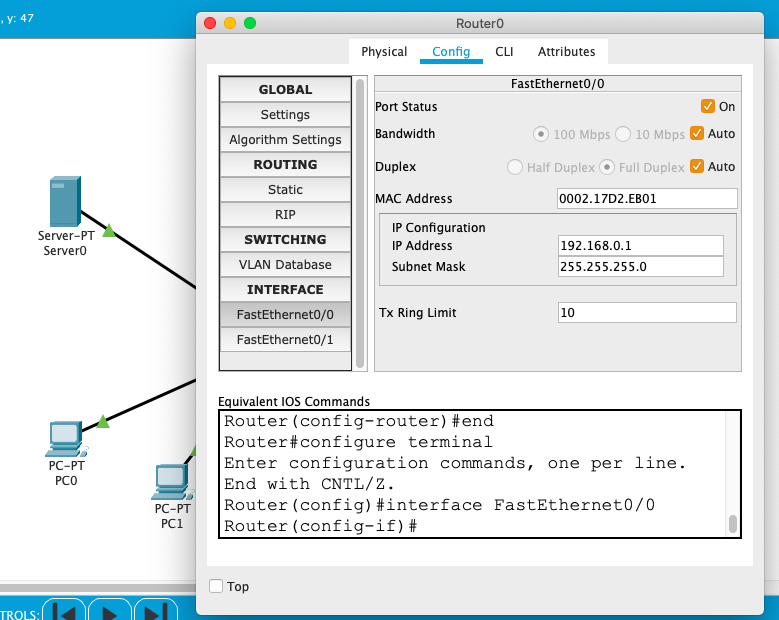 , y: 47
Router0
Physical Config CLI Attributes
GLOBAL
Settings
Algorithm Settings
ROUTING
Static
RIP
SWITCHING
VLAN Database
INTERFACE
FastEthernet0/0
FastEthernet0/1
FastEthernet0/0
Port Status On
Bandwidth 100 Mbps 10 Mbps Auto
Duplex Half Duplex Full Duplex Auto
MAC Address 0002.17D2.EB01
IP Configuration
IP Address 192.168.0.1
Subnet Mask 255.255.255.0
Tx Ring Limit 10
Equivalent IOS Commands
Router(config-router)#end
Router#configure terminal
Enter configuration commands, one per line.
End with CNTL/Z.
Router(config)#interface FastEthernet0/0
Router(config-if)#
Top
Server-PT
Server0
PC-PT
PC0
PC-PT
PC1
TROLS: